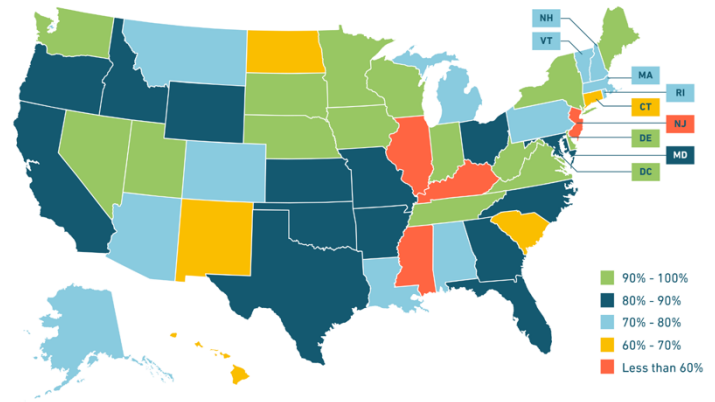 NH
VT
MA
RI
CT
NJ
DE
MD
DC
90% - 100%
80% - 90%
70% - 80%
60% - 70%
Less than 60%